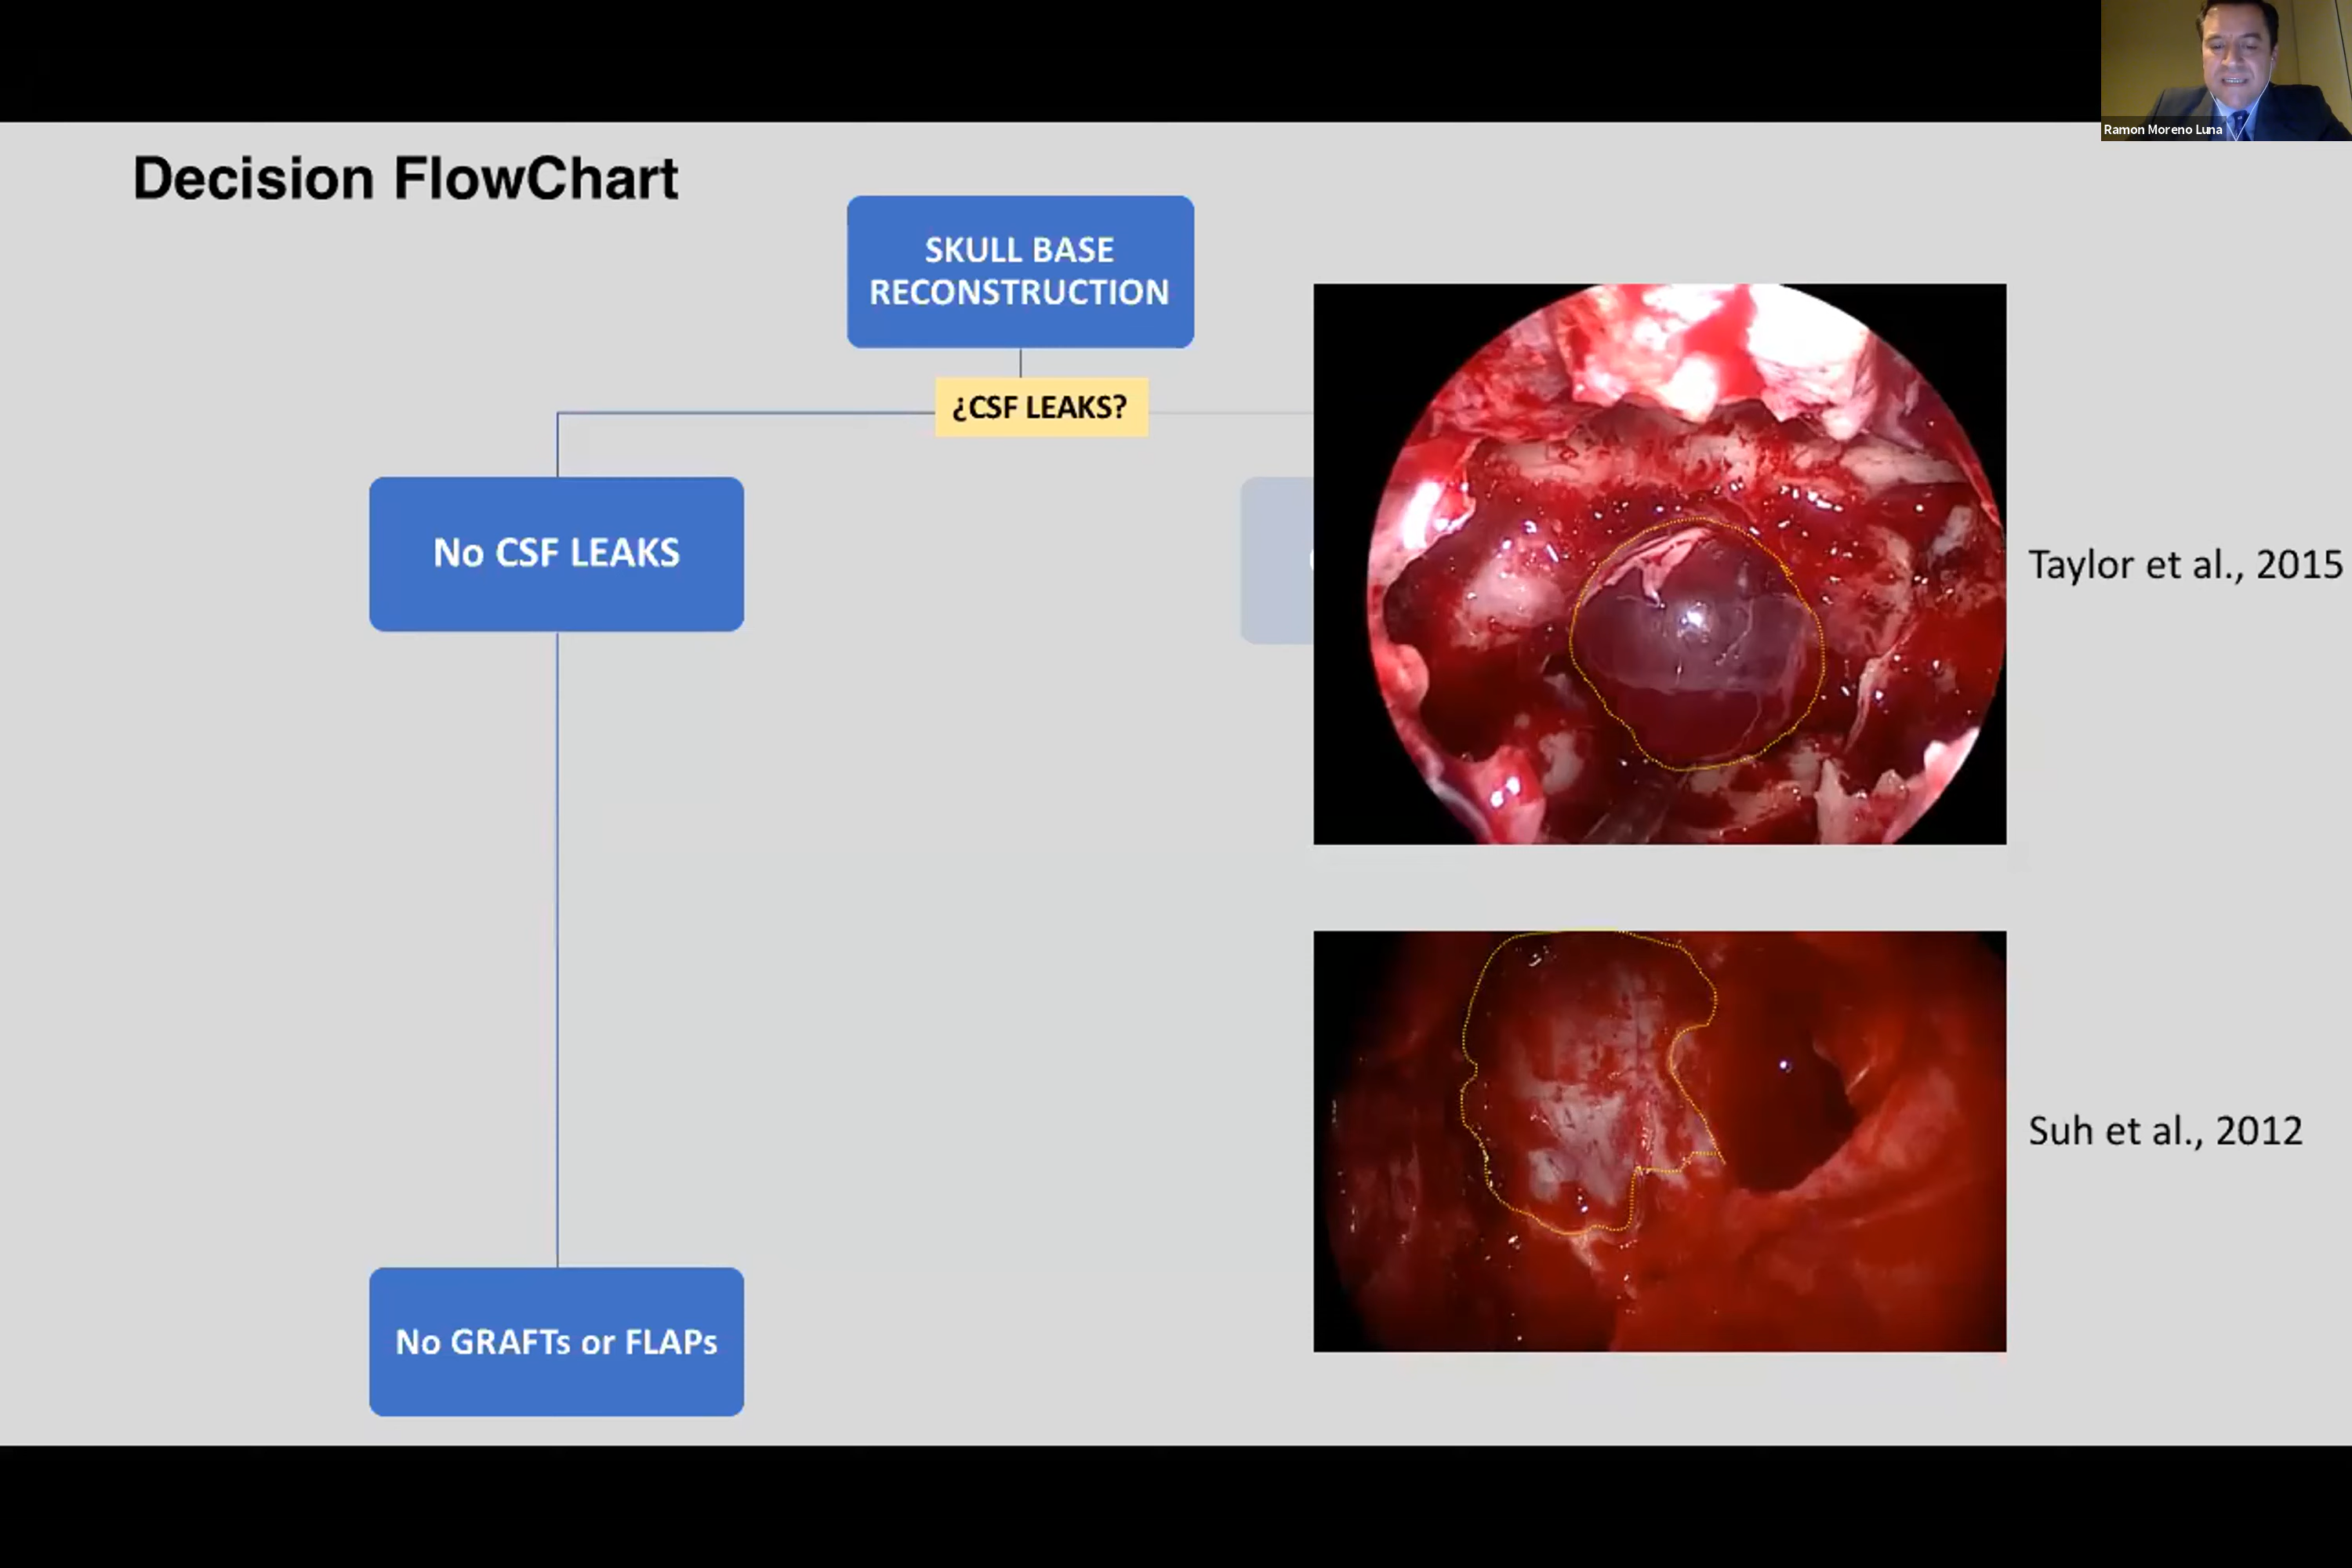 Ramon Moreno Luna
Decision FlowChart
SKULL BASE
RECONSTRUCTION
¿CSF LEAKS?
No CSF LEAKS
Taylor et al., 2015
Suh et al., 2012
No GRAFTs or FLAPs